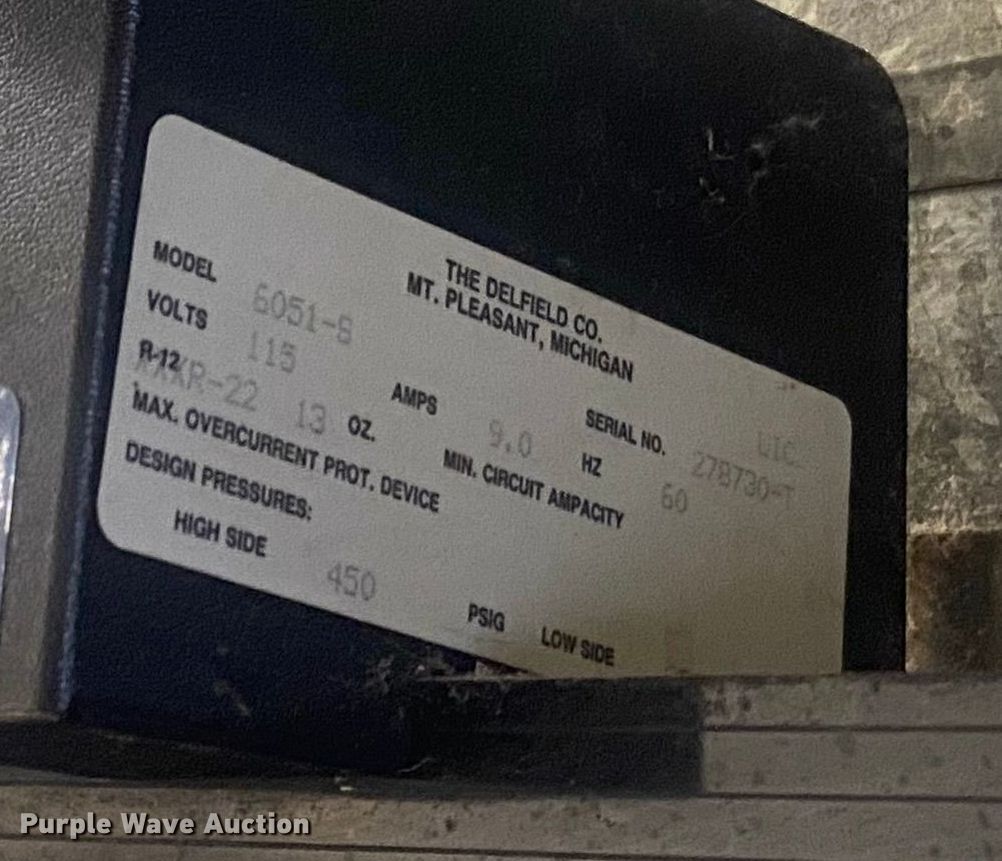 THE DELFIELD CO.
MT. PLEASANT, MICHIGAN
MODEL 6051-S SERIAL NO. 278730-T
VOLTS 115 AMPS 9.0 HZ 60
R-12
XXXR-22 13 OZ.
MAX. OVERCURRENT PROT. DEVICE MIN. CIRCUIT AMPACITY
DESIGN PRESSURES:
HIGH SIDE 450 PSIG LOW SIDE
Purple Wave Auction